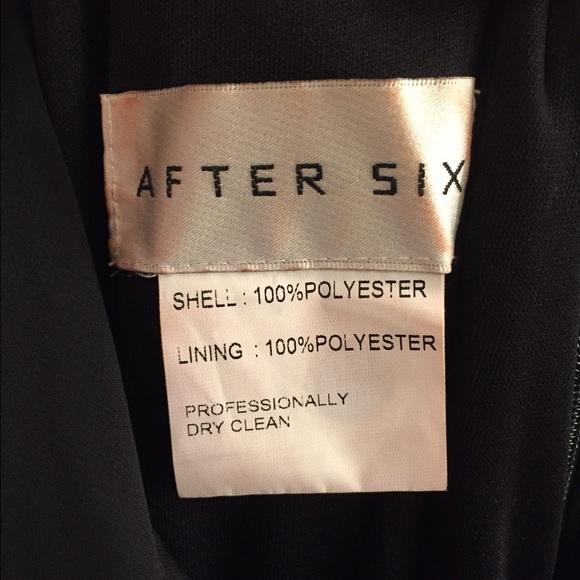 AFTER SIX
SHELL : 100%POLYESTER
LINING : 100%POLYESTER
PROFESSIONALLY
DRY CLEAN